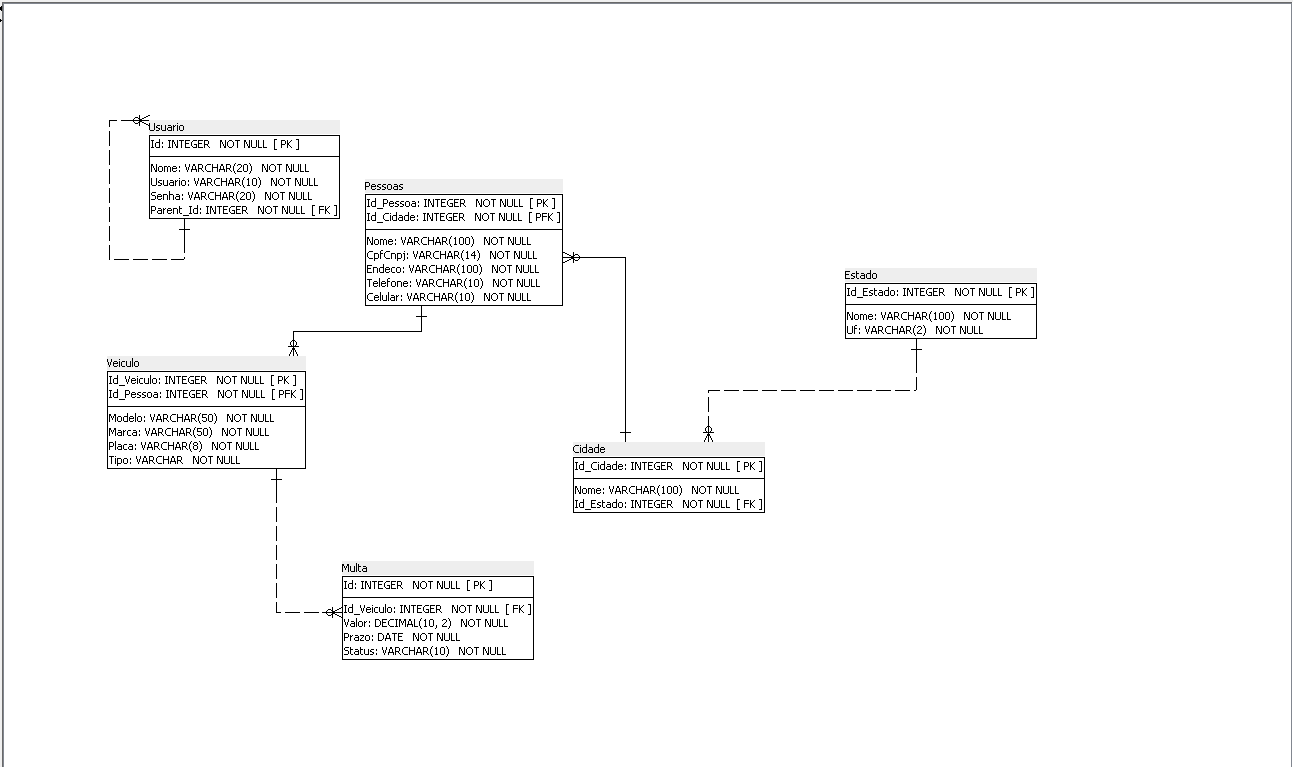 Usuario
Id: INTEGER NOT NULL [ PK ]
Nome: VARCHAR(20) NOT NULL
Usuario: VARCHAR(10) NOT NULL
Senha: VARCHAR(20) NOT NULL
Parent_Id: INTEGER NOT NULL [ FK ]
Pessoas
Id_Pessoa: INTEGER NOT NULL [ PK ]
Id_Cidade: INTEGER NOT NULL [ PFK ]
Nome: VARCHAR(100) NOT NULL
CpfCnpj: VARCHAR(14) NOT NULL
Endeco: VARCHAR(100) NOT NULL
Telefone: VARCHAR(10) NOT NULL
Celular: VARCHAR(10) NOT NULL
Estado
Id_Estado: INTEGER NOT NULL [ PK ]
Nome: VARCHAR(100) NOT NULL
Uf: VARCHAR(2) NOT NULL
Veiculo
Id_Veiculo: INTEGER NOT NULL [ PK ]
Id_Pessoa: INTEGER NOT NULL [ PFK ]
Modelo: VARCHAR(50) NOT NULL
Marca: VARCHAR(50) NOT NULL
Placa: VARCHAR(8) NOT NULL
Tipo: VARCHAR NOT NULL
Cidade
Id_Cidade: INTEGER NOT NULL [ PK ]
Nome: VARCHAR(100) NOT NULL
Id_Estado: INTEGER NOT NULL [ FK ]
Multa
Id: INTEGER NOT NULL [ PK ]
Id_Veiculo: INTEGER NOT NULL [ FK ]
Valor: DECIMAL(10, 2) NOT NULL
Prazo: DATE NOT NULL
Status: VARCHAR(10) NOT NULL